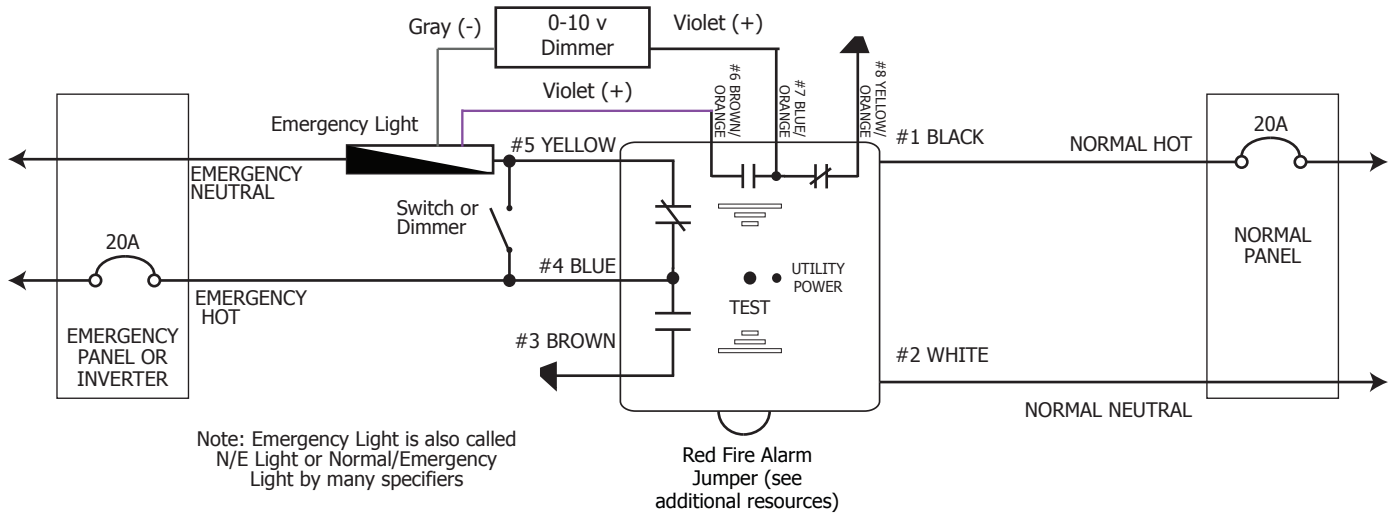 Gray (-)
0-10 v
Dimmer
Violet (+)
Violet (+)
#6 BROWN/
ORANGE
#7 BLUE/
ORANGE
#8 YELLOW/
ORANGE
Emergency Light
#5 YELLOW
#1 BLACK
NORMAL HOT
20A
EMERGENCY
NEUTRAL
Switch or
Dimmer
20A
#4 BLUE
UTILITY
POWER
TEST
NORMAL
PANEL
EMERGENCY
HOT
EMERGENCY
PANEL OR
INVERTER
#3 BROWN
#2 WHITE
NORMAL NEUTRAL
Note: Emergency Light is also called
N/E Light or Normal/Emergency
Light by many specifiers
Red Fire Alarm
Jumper (see
additional resources)